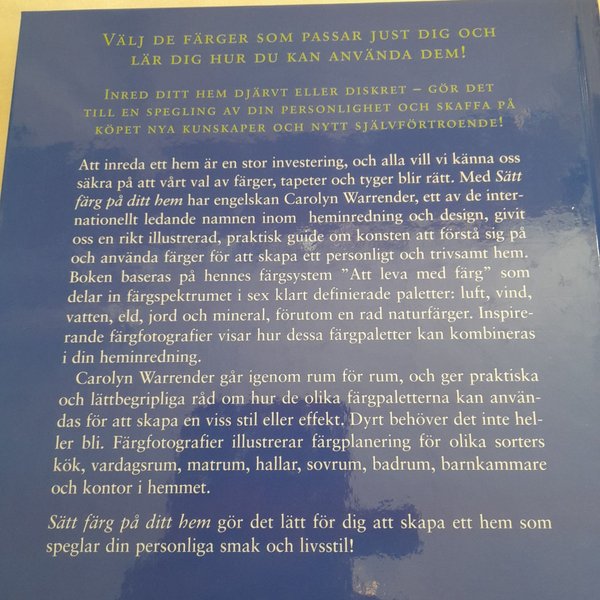 VÄLJ DE FÄRGER SOM PASSAR JUST DIG OCH
LÄR DIG HUR DU KAN ANVÄNDA DEM!
INRED DITT HEM DJÄRVT ELLER DISKRET – GÖR DET
TILL EN SPEGLING AV DIN PERSONLIGHET OCH SKAFFA PÅ
KÖPET NYA KUNSKAPER OCH NYTT SJÄLVFÖRTROENDE!
Att inreda ett hem är en stor investering, och alla vill vi känna oss
säkra på att vårt val av färger, tapeter och tyger blir rätt. Med Sätt
färg på ditt hem har engelskan Carolyn Warrender, ett av de inter-
nationellt ledande namnen inom heminredning och design, givit
oss en rikt illustrerad, praktisk guide om konsten att förstå sig på
och använda färger för att skapa ett personligt och trivsamt hem.
Boken baseras på hennes färgsystem ”Att leva med färg” som
delar in färgspektrumet i sex klart definierade paletter: luft, vind,
vatten, eld, jord och mineral, förutom en rad naturfärger. Inspire-
rande färgfotografier visar hur dessa färgpaletter kan kombineras
i din heminredning.
Carolyn Warrender går igenom rum för rum, och ger praktiska
och lättbegripliga råd om hur de olika färgpaletterna kan använ-
das för att skapa en viss stil eller effekt. Dyrt behöver det inte hel-
ler bli. Färgfotografier illustrerar färgplanering för olika sorters
kök, vardagsrum, matrum, hallar, sovrum, badrum, barnkammare
och kontor i hemmet.
Sätt färg på ditt hem gör det lätt för dig att skapa ett hem som
speglar din personliga smak och livsstil!